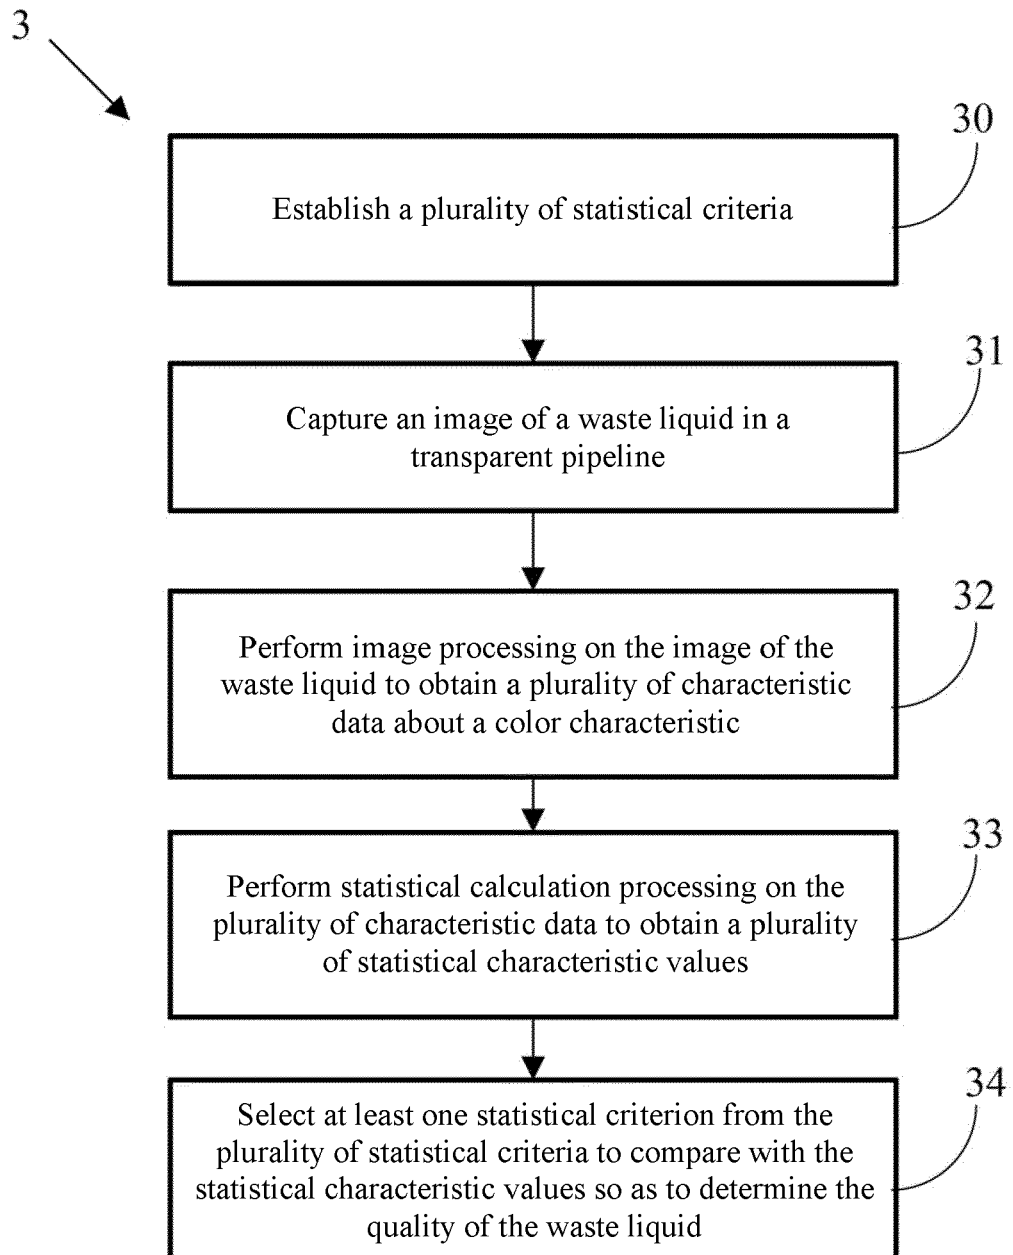 3
30
Establish a plurality of statistical criteria
31
Capture an image of a waste liquid in a
transparent pipeline
32
Perform image processing on the image of the
waste liquid to obtain a plurality of characteristic
data about a color characteristic
33
Perform statistical calculation processing on the
plurality of characteristic data to obtain a plurality
of statistical characteristic values
34
Select at least one statistical criterion from the
plurality of statistical criteria to compare with the
statistical characteristic values so as to determine the
quality of the waste liquid